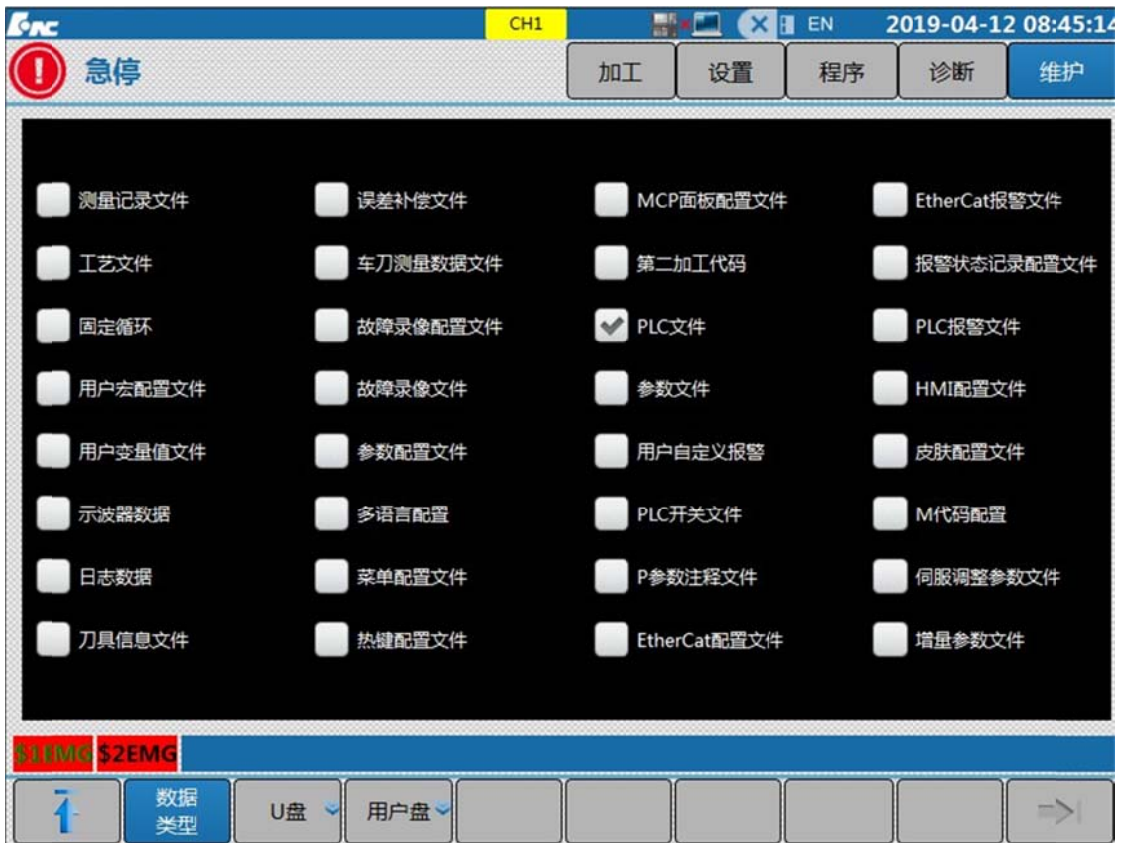 CH1
EN
2019-04-12 08:45:14
急停
加工
设置
程序
诊断
维护
测量记录文件
误差补偿文件
MCP面板配置文件
EtherCat报警文件
工艺文件
车刀测量数据文件
第二加工代码
报警状态记录配置文件
固定循环
故障录像配置文件
PLC文件
PLC报警文件
用户宏配置文件
故障录像文件
参数文件
HMI配置文件
用户变量值文件
参数配置文件
用户自定义报警
皮肤配置文件
示波器数据
多语言配置
PLC开关文件
M代码配置
日志数据
菜单配置文件
P参数注释文件
伺服调整参数文件
刀具信息文件
热键配置文件
EtherCat配置文件
增量参数文件
$1EMG
$2EMG
数据
类型
U盘
用户盘